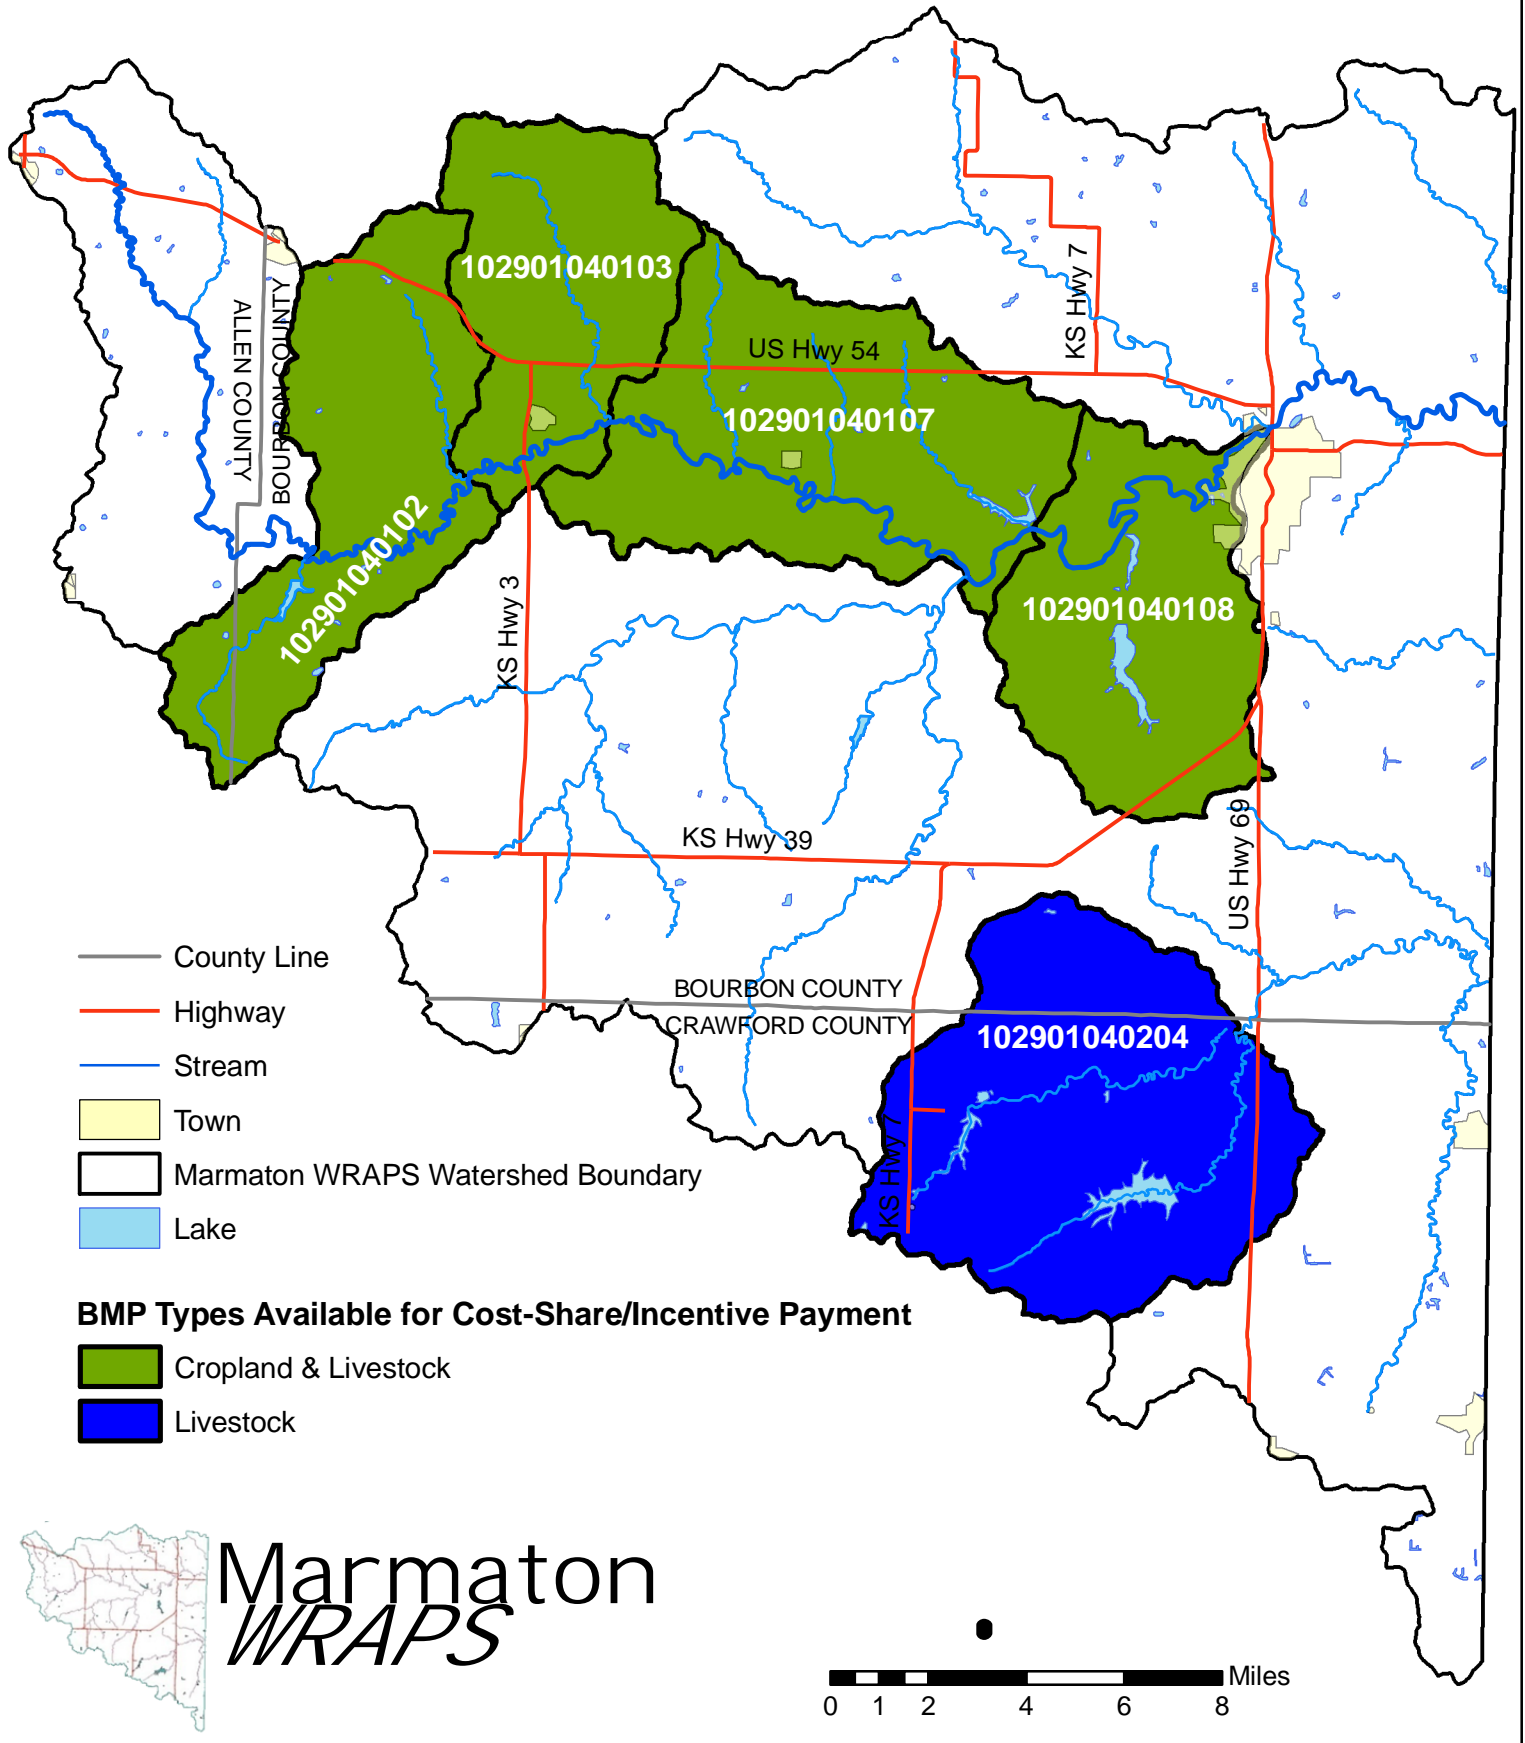 102901040103
KS Hwy 7
ALLEN COUNTY
BOURBON COUNTY
US Hwy 54
102901040107
102901040102
KS Hwy 3
102901040108
KS Hwy 39
US Hwy 69
County Line
Highway
Stream
Town
Marmaton WRAPS Watershed Boundary
Lake
BOURBON COUNTY
CRAWFORD COUNTY
102901040204
KS Hwy 7
BMP Types Available for Cost-Share/Incentive Payment
Cropland & Livestock
Livestock
Marmaton
WRAPS
Miles
0 1 2 4 6 8